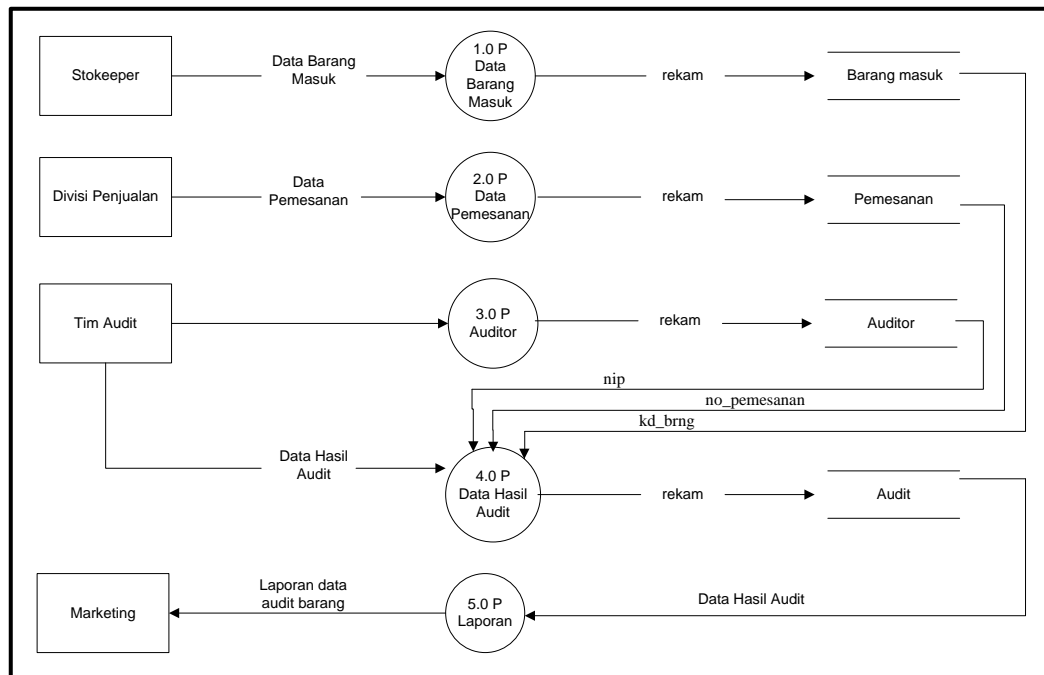 Stokeeper
Data Barang
Masuk
1.0 P
Data
Barang
Masuk
rekam
Barang masuk
Divisi Penjualan
Data
Pemesanan
2.0 P
Data
Pemesanan
rekam
Pemesanan
Tim Audit
3.0 P
Auditor
rekam
Auditor
nip
no_pemesanan
kd_brng
Data Hasil
Audit
4.0 P
Data Hasil
Audit
rekam
Audit
Marketing
Laporan data
audit barang
5.0 P
Laporan
Data Hasil Audit